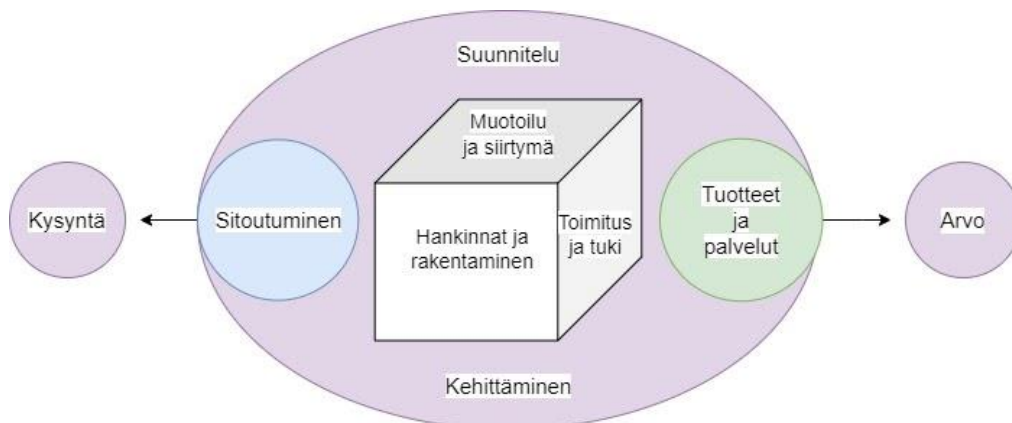 Suunnitelu
Muotoilu
ja siirtymä
Kysyntä
Sitoutuminen
Hankinnat ja
rakentaminen
Toimitus
ja tuki
Tuotteet
ja
palvelut
Arvo
Kehittäminen